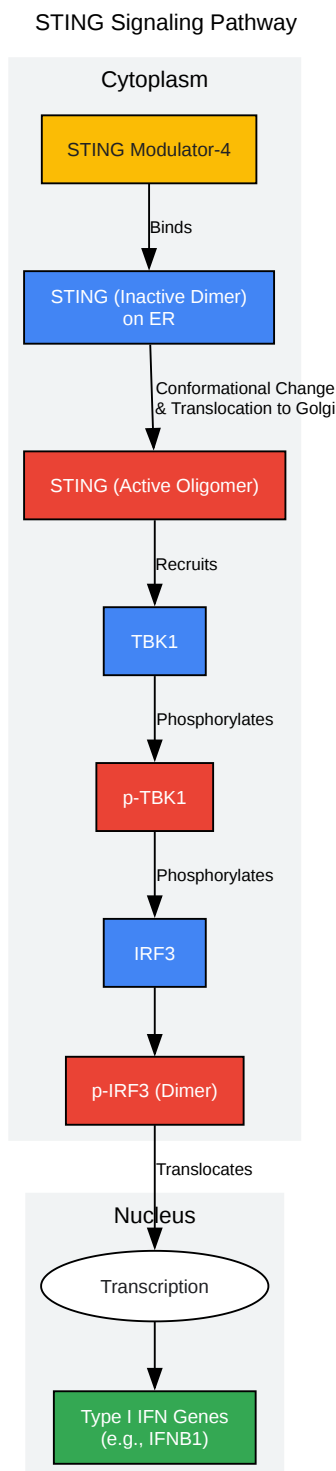 STING Signaling Pathway
Cytoplasm
STING Modulator-4
Binds
STING (Inactive Dimer)
on ER
Conformational Change
& Translocation to Golgi
STING (Active Oligomer)
Recruits
TBK1
Phosphorylates
p-TBK1
Phosphorylates
IRF3
p-IRF3 (Dimer)
Translocates
Nucleus
Transcription
Type I IFN Genes
(e.g., IFNB1)